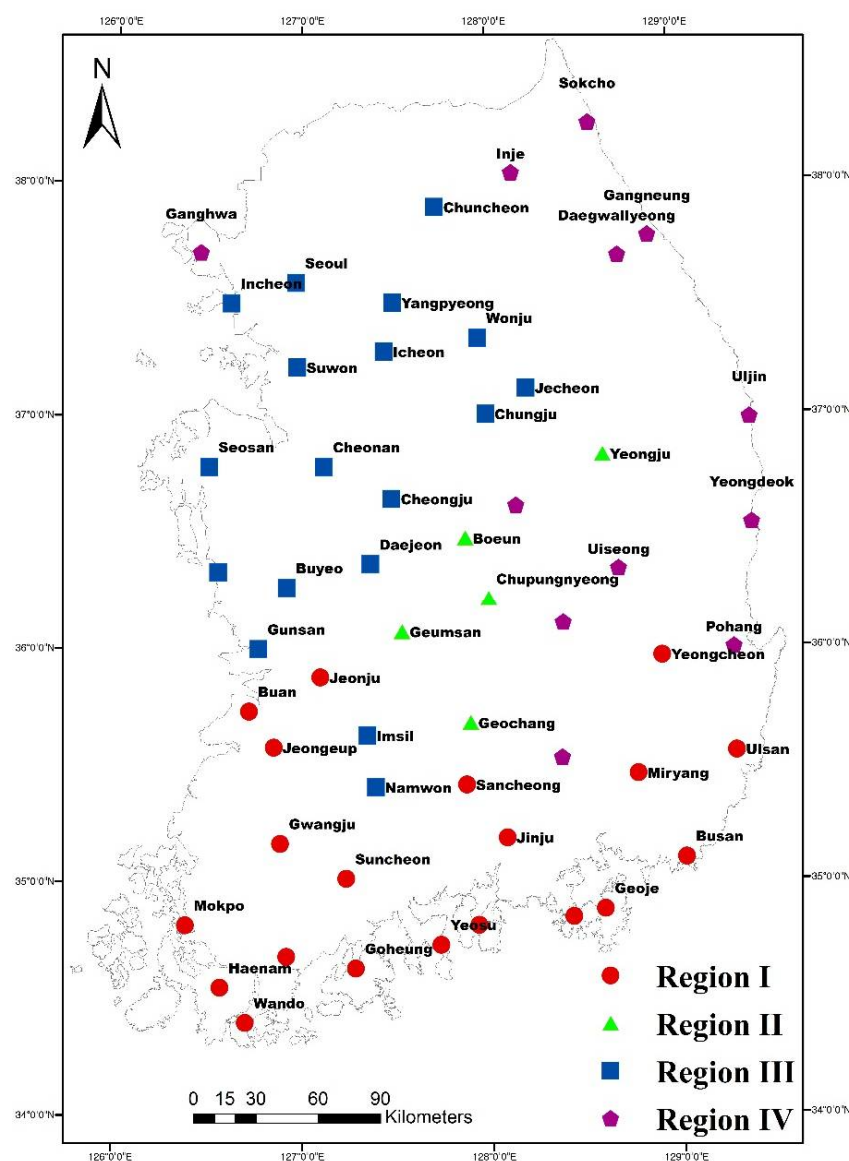 126°0'0"E 127°0'0"E 128°0'0"E 129°0'0"E
N
Sokcho
Inje
38°0'0"N
38°0'0"N
Gangneung
Chuncheon
Ganghwa
Daegwallyeong
Seoul
Incheon
Yangpyeong
Wonju
Icheon
Suwon
Uljin
Jecheon
37°0'0"N
Chungju
37°0'0"N
Seosan
Cheonan
Yeongju
Yeongdeok
Cheongju
Boeun
Daejeon
Uiseong
Buyeo
Chupungnyeong
Gunsan
Geumsan
Pohang
36°0'0"N
36°0'0"N
Yeongcheon
Jeonju
Buan
Imsil
Geochang
Jeongeup
Ulsan
Namwon
Sancheong
Miryang
Gwangju
Jinju
Busan
Suncheon
35°0'0"N
35°0'0"N
Geoje
Mokpo
Yeosu
Goheung
Haenam
Region I
Wando
Region II
Region III
0 15 30 60 90
Kilometers
34°0'0"N
Region IV
34°0'0"N
126°0'0"E 127°0'0"E 128°0'0"E 129°0'0"E